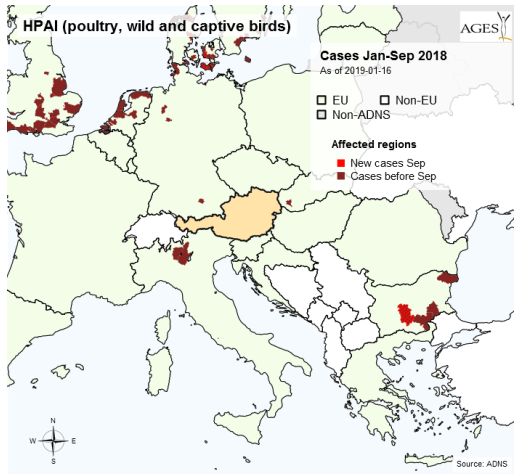 HPAI (poultry, wild and captive birds)
AGES
Cases Jan-Sep 2018
As of 2019-01-16
EU Non-EU
Non-ADNS
Affected regions
New cases Sep
Cases before Sep
N
W E
S
Source: ADNS